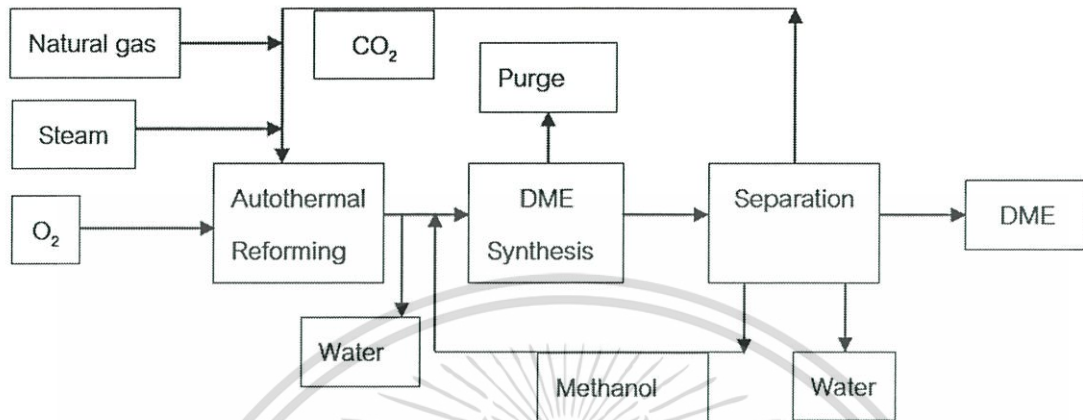 Natural gas
CO₂
Purge
Steam
Autothermal
Reforming
DME
Synthesis
Separation
DME
O₂
Water
Methanol
Water